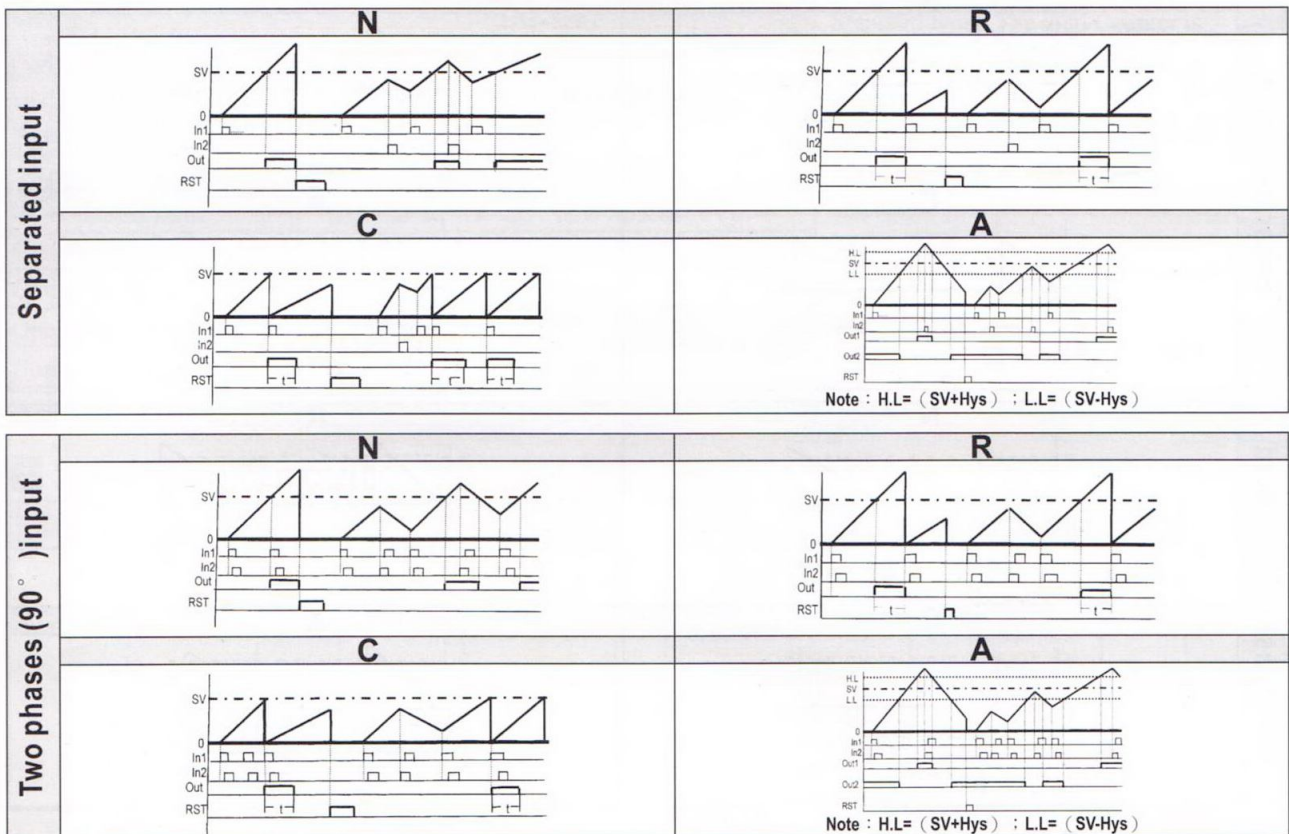 Separated input
N
SV
0
In1
In2
Out
RST
R
SV
0
In1
In2
Out
RST
t
t
C
SV
0
In1
In2
Out
RST
t
t
t
A
H.L
SV
L.L
0
In1
In2
Out1
Out2
RST
Note : H.L= (SV+Hys) : L.L= (SV-Hys)
Two phases (90° )input
N
SV
0
In1
In2
Out
RST
R
SV
0
In1
In2
Out
RST
t
t
C
SV
0
In1
In2
Out
RST
t
t
A
H.L
SV
L.L
0
In1
In2
Out1
Out2
RST
Note : H.L= (SV+Hys) : L.L= (SV-Hys)